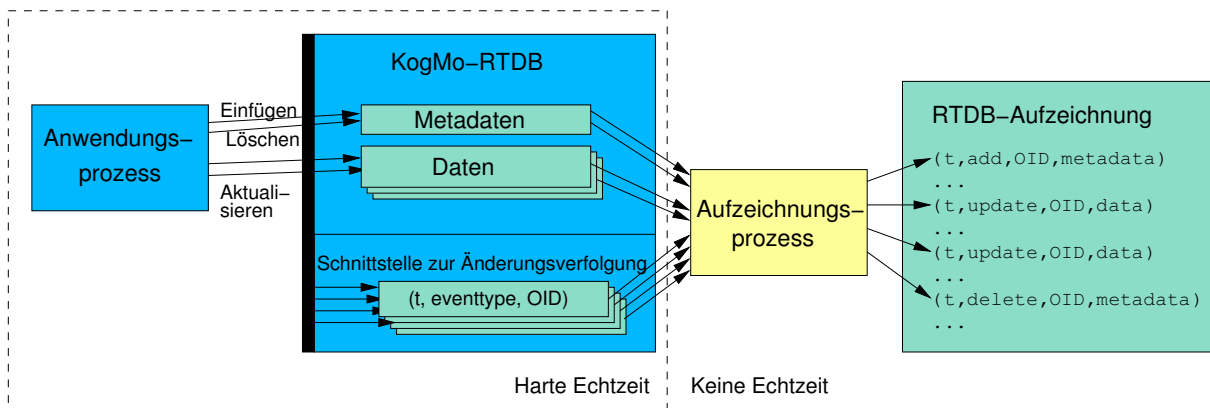 Anwendungs-
prozess
Einfügen
Löschen
Aktuali-
sieren
KogMo-RTDB
Metadaten
Daten
Schnittstelle zur Änderungsverfolgung
(t, eventtype, OID)
Harte Echtzeit
Keine Echtzeit
Aufzeichnungs-
prozess
RTDB-Aufzeichnung
(t,add,OID,metadata)
...
(t,update,OID,data)
...
(t,update,OID,data)
...
(t,delete,OID,metadata)
...